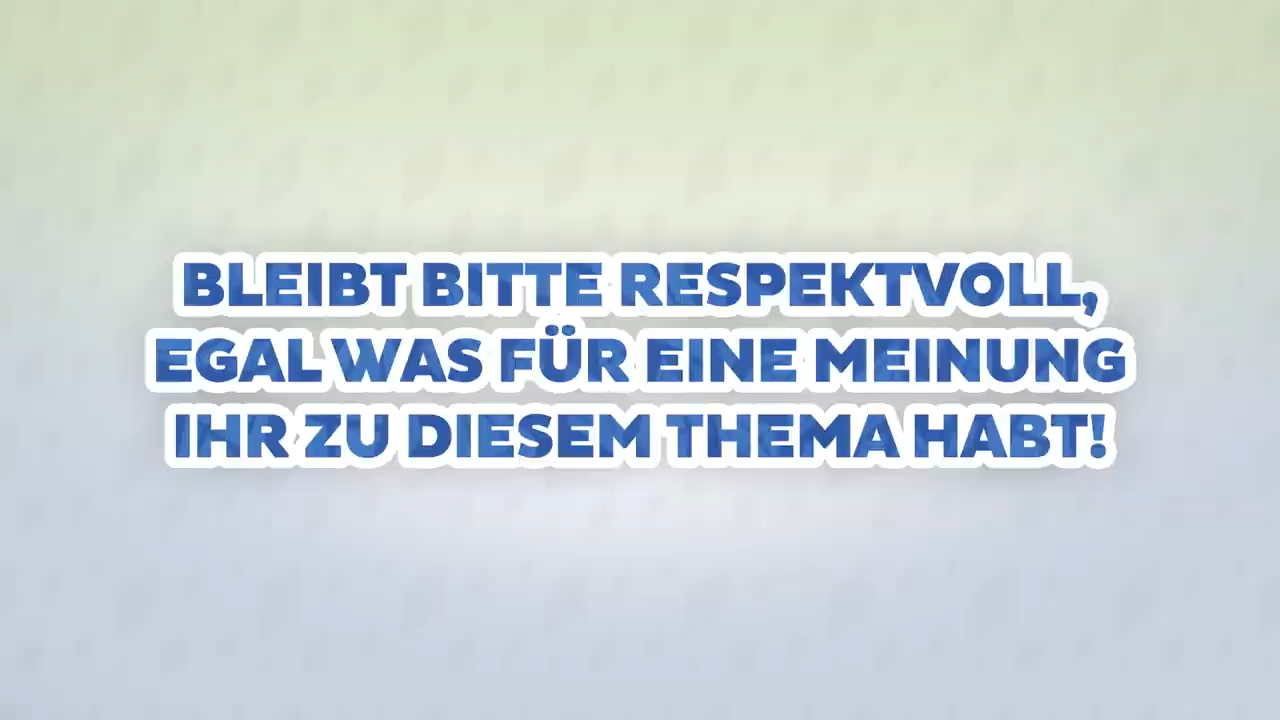 BLEIBT BITTE RESPEKTVOLL,
EGAL WAS FÜR EINE MEINUNG
IHR ZU DIESEM THEMA HABT!